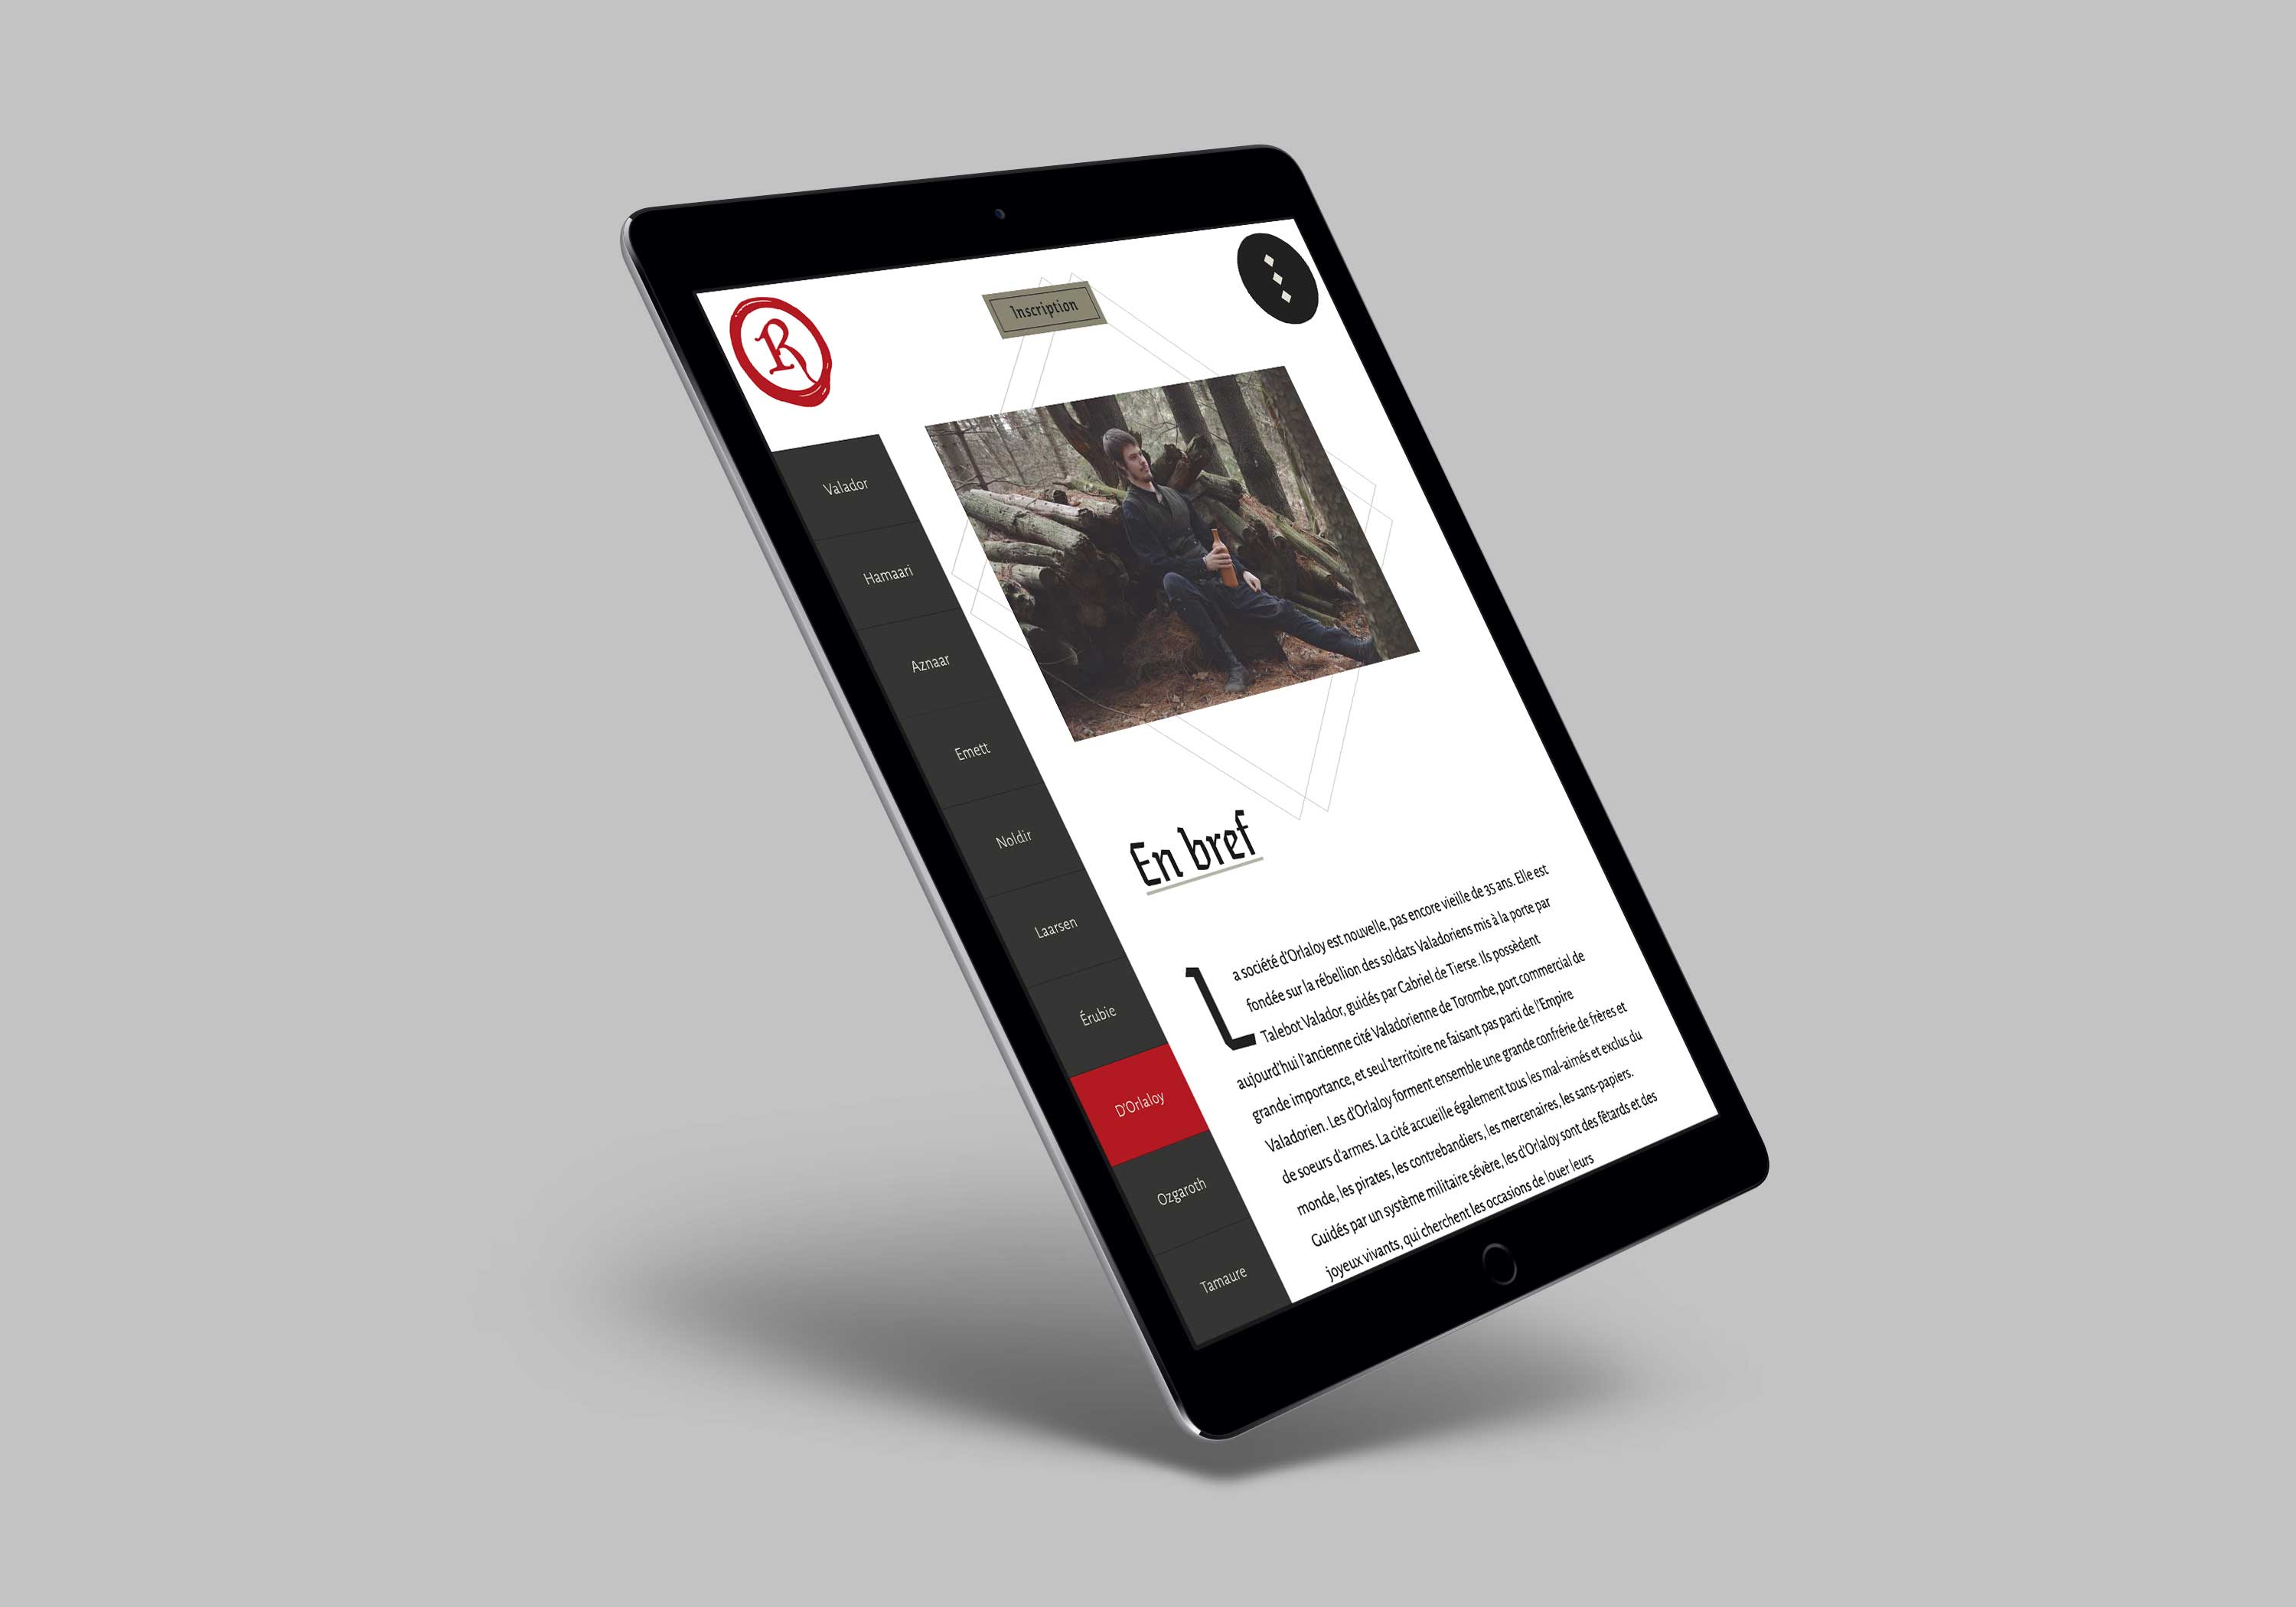 R
Inscription
Valador
Hamaari
Aznaar
Emett
Noldir
Laarsen
Érubie
D'Orlaloy
Ozgaroth
Tamaure
En bref
La société d'Orlaloy est nouvelle, pas encore vieille de 35 ans. Elle est
fondée sur la rébellion des soldats Valadoriens mis à la porte par
Talebot Valador, guidés par Gabriel de Tierse. Ils possèdent
aujourd'hui l'ancienne cité Valadorienne de Torombe, port commercial de
grande importance, et seul territoire ne faisant pas parti de l'Empire
Valadorien. Les d'Orlaloy forment ensemble une grande confrérie de frères et
de soeurs d'armes. La cité accueille également tous les mal-aimés et exclus du
monde, les pirates, les contrebandiers, les mercenaires, les sans-papiers.
Guidés par un système militaire sévère, les d'Orlaloy sont des fêtards et des
joyeux vivants, qui cherchent les occasions de louer leurs